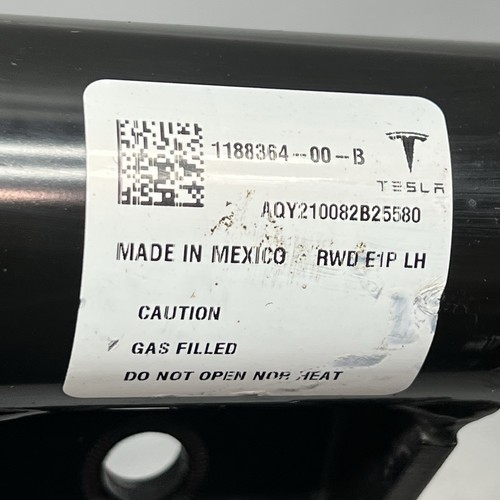 1188364-00-B
TESLA
AQY210082B25580
MADE IN MEXICO RWD E1P LH
CAUTION
GAS FILLED
DO NOT OPEN NOR HEAT